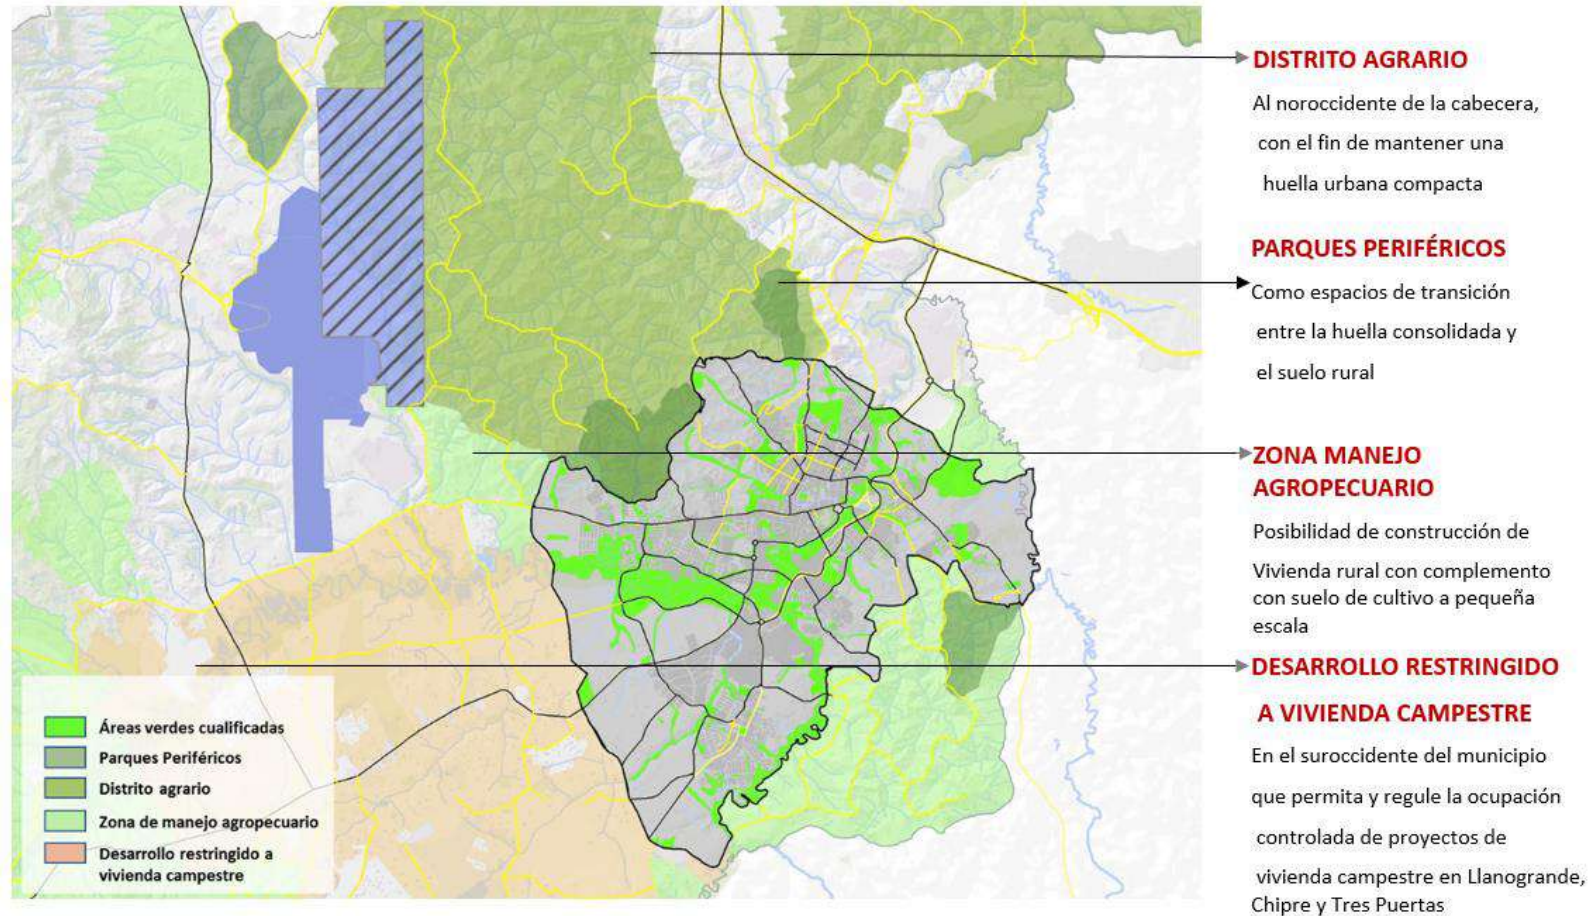 DISTRITO AGRARIO
Al noroccidente de la cabecera,
con el fin de mantener una
huella urbana compacta
PARQUES PERIFÉRICOS
Como espacios de transición
entre la huella consolidada y
el suelo rural
ZONA MANEJO
AGROPECUARIO
Posibilidad de construcción de
Vivienda rural con complemento
con suelo de cultivo a pequeña
escala
DESARROLLO RESTRINGIDO
A VIVIENDA CAMPESTRE
En el suroccidente del municipio
que permita y regule la ocupación
controlada de proyectos de
vivienda campestre en Llanogrande,
Chipre y Tres Puertas
Áreas verdes cualificadas
Parques Periféricos
Distrito agrario
Zona de manejo agropecuario
Desarrollo restringido a
vivienda campestre